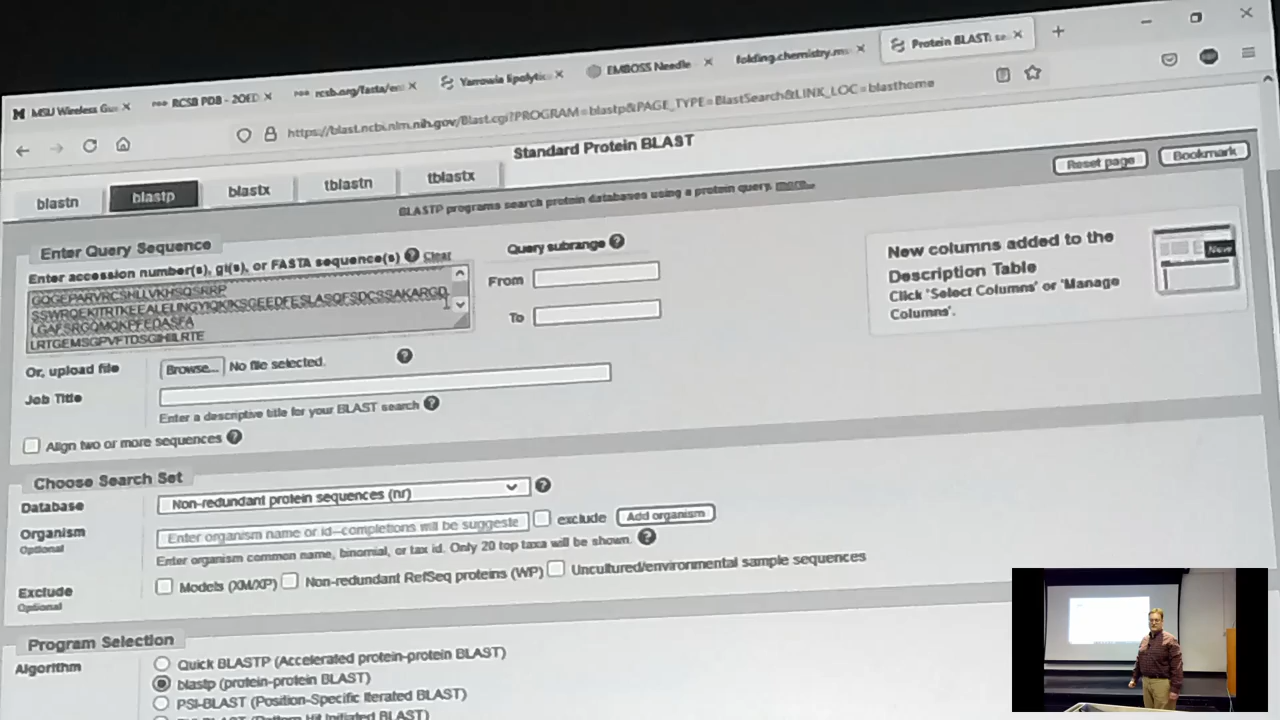 MSU Wireless Gue
RCSB PDB - 2OED
rcsb.org/fasta/en
Yarrowia lipolytic
EMBOSS Needle
folding.chemistry.ms
Protein BLAST: se
https://blast.ncbi.nlm.nih.gov/Blast.cgi?PROGRAM=blastp&PAGE_TYPE=BlastSearch&LINK_LOC=blasthome
Standard Protein BLAST
Reset page
Bookmark
blastn
blastp
blastx
tblastn
tblastx
BLASTP programs search protein databases using a protein query. more...
Enter Query Sequence
Enter accession number(s), gi(s), or FASTA sequence(s) ? Clear
Query subrange ?
From
To
LRTGEMSGPVFTDSGIHIILRTE
New columns added to the
Description Table
Click 'Select Columns' or 'Manage
Columns'.
New
Or, upload file
Browse... No file selected. ?
Job Title
Enter a descriptive title for your BLAST search ?
Align two or more sequences ?
Choose Search Set
Database
Non-redundant protein sequences (nr) ?
Organism
Optional
Enter organism name or id--completions will be suggeste
exclude
Add organism
Enter organism common name, binomial, or tax id. Only 20 top taxa will be shown. ?
Exclude
Optional
Models (XM/XP) Non-redundant RefSeq proteins (WP) Uncultured/environmental sample sequences
Program Selection
Algorithm
Quick BLASTP (Accelerated protein-protein BLAST)
blastp (protein-protein BLAST)
PSI-BLAST (Position-Specific Iterated BLAST)